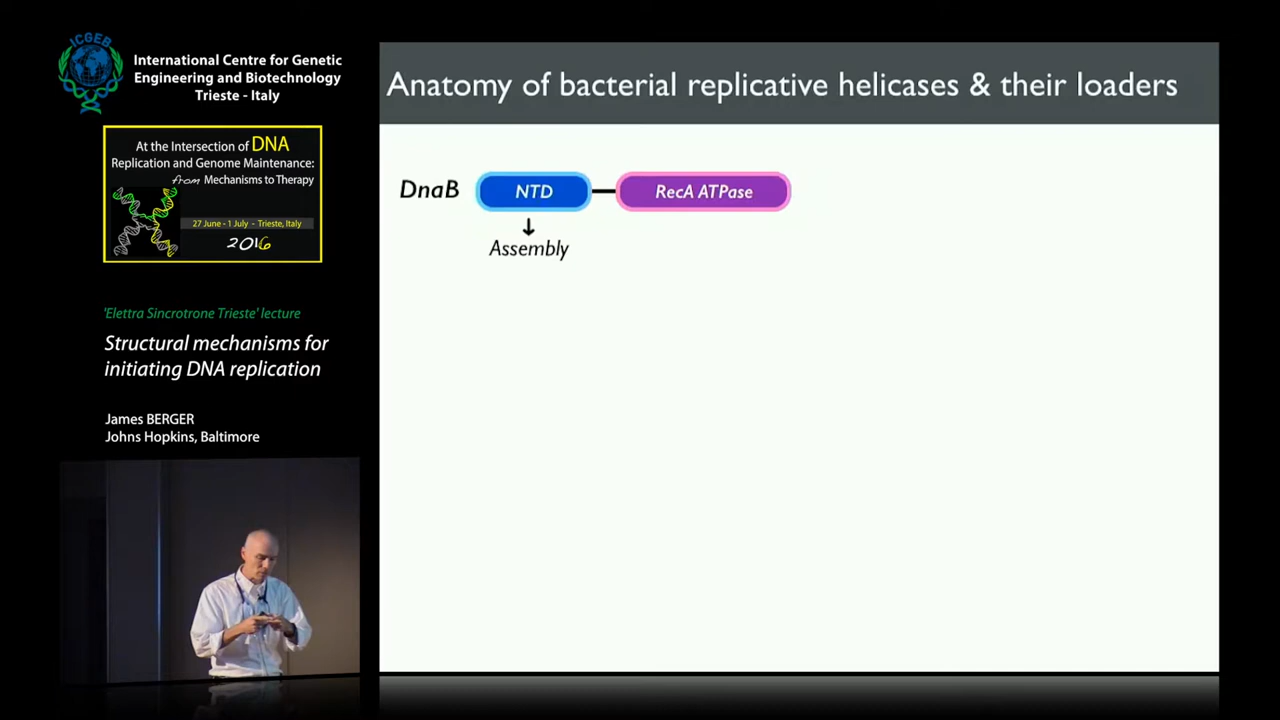 ICGEB
International Centre for Genetic
Engineering and Biotechnology
Trieste - Italy
At the Intersection of DNA
Replication and Genome Maintenance:
from Mechanisms to Therapy
27 June - 1 July - Trieste, Italy
2016
'Elettra Sincrotrone Trieste' lecture
Structural mechanisms for
initiating DNA replication
James BERGER
Johns Hopkins, Baltimore
Anatomy of bacterial replicative helicases & their loaders
DnaB NTD RecA ATPase
Assembly